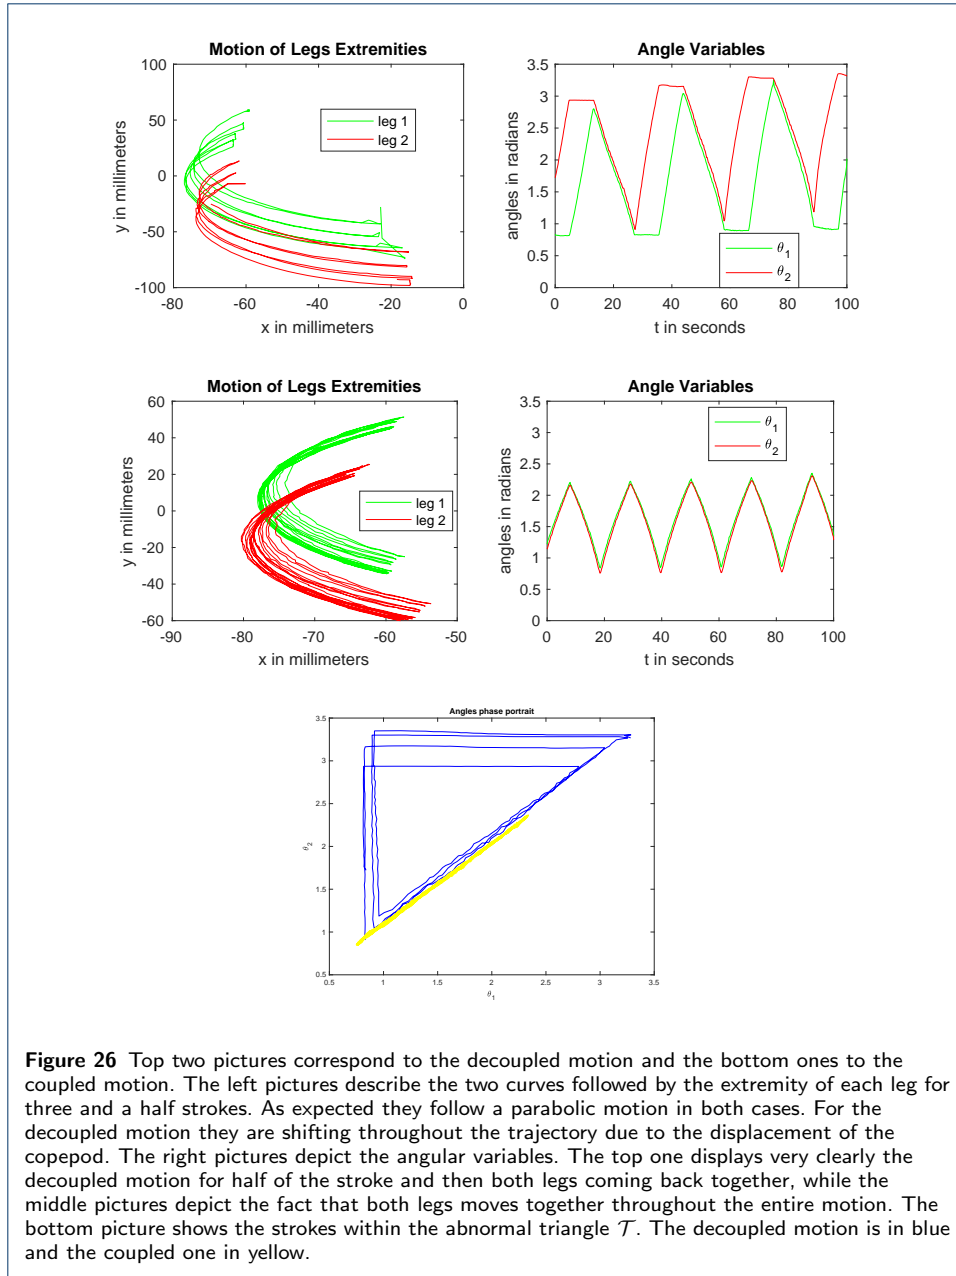 Motion of Legs Extremities
100
50
0
-50
-100
y in millimeters
leg 1
leg 2
-80
-60
-40
-20
0
x in millimeters
Angle Variables
3.5
3
2.5
2
1.5
1
0.5
0
angles in radians
θ1
θ2
0
20
40
60
80
100
t in seconds
Motion of Legs Extremities
60
40
20
0
-20
-40
-60
y in millimeters
leg 1
leg 2
-90
-80
-70
-60
-50
x in millimeters
Angle Variables
3.5
3
2.5
2
1.5
1
0.5
0
angles in radians
θ1
θ2
0
20
40
60
80
100
t in seconds
Angles phase portrait
3.5
3
2.5
2
1.5
1
0.5
θ2
0.5
1
1.5
2
2.5
3
3.5
θ1
Figure 26 Top two pictures correspond to the decoupled motion and the bottom ones to the
coupled motion. The left pictures describe the two curves followed by the extremity of each leg for
three and a half strokes. As expected they follow a parabolic motion in both cases. For the
decoupled motion they are shifting throughout the trajectory due to the displacement of the
copepod. The right pictures depict the angular variables. The top one displays very clearly the
decoupled motion for half of the stroke and then both legs coming back together, while the
middle pictures depict the fact that both legs moves together throughout the entire motion. The
bottom picture shows the strokes within the abnormal triangle 𝒯. The decoupled motion is in blue
and the coupled one in yellow.